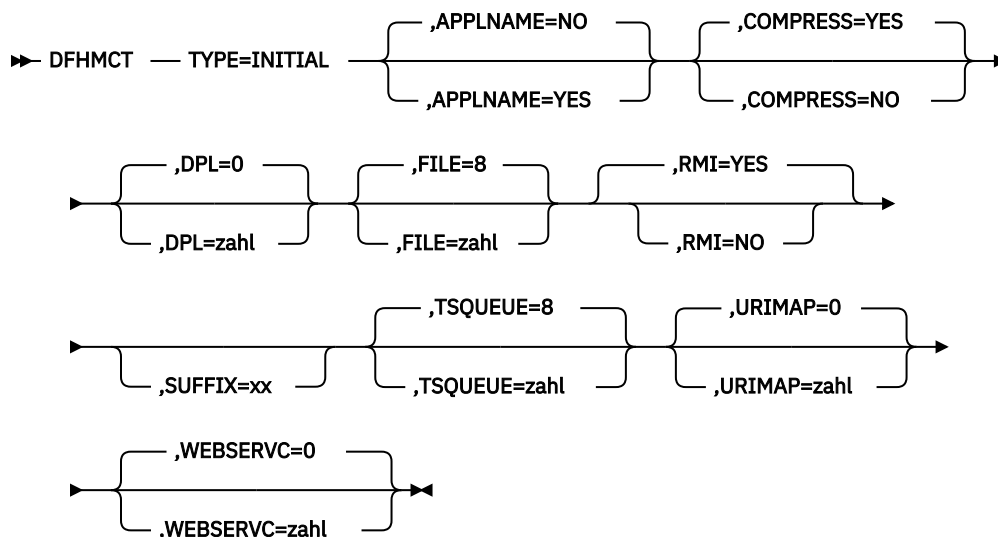 ,APPLNAME=NO ,COMPRESS=YES
DFHMCT TYPE=INITIAL
,APPLNAME=YES ,COMPRESS=NO
,DPL=0 ,FILE=8 ,RMI=YES
,DPL=zahl ,FILE=zahl ,RMI=NO
,TSQUEUE=8 ,URIMAP=0
,SUFFIX=xx ,TSQUEUE=zahl ,URIMAP=zahl
,WEBSERVC=0
,WEBSERVC=zahl